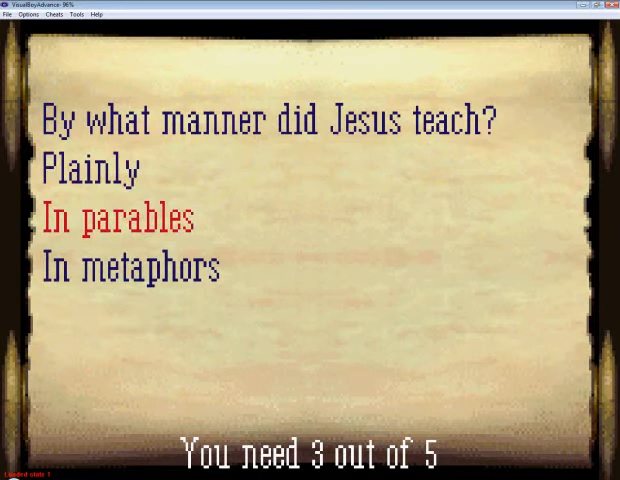 VisualBoyAdvance- 96%
File Options Cheats Tools Help
By what manner did Jesus teach?
Plainly
In parables
In metaphors
You need 3 out of 5
Loaded state 1